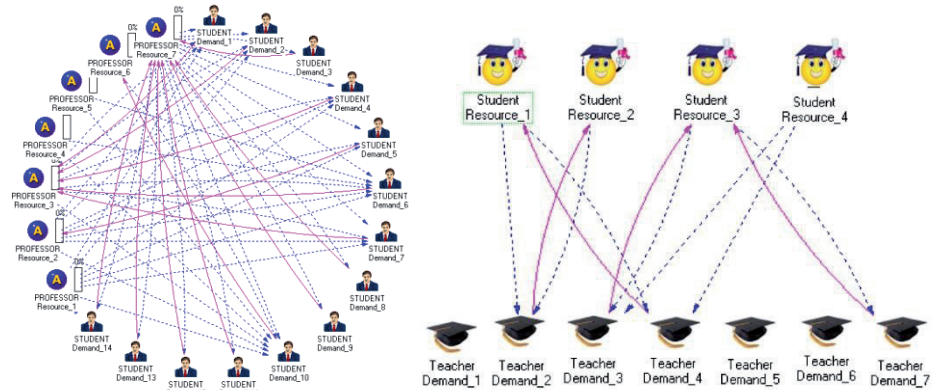 0%
PROFESSOR
Resource_7
0%
PROFESSOR
Resource_6
PROFESSOR
Resource_5
PROFESSOR
Resource_4
0%
PROFESSOR
Resource_3
0%
PROFESSOR
Resource_2
0%
PROFESSOR
Resource_1
STUDENT
Demand_1
STUDENT
Demand_2
STUDENT
Demand_3
STUDENT
Demand_4
STUDENT
Demand_5
STUDENT
Demand_6
STUDENT
Demand_7
STUDENT
Demand_8
STUDENT
Demand_9
STUDENT
Demand_10
STUDENT
STUDENT
STUDENT
Demand_13
STUDENT
Demand_14
Student
Resource_1
Student
Resource_2
Student
Resource_3
Student
Resource_4
Teacher
Demand_1
Teacher
Demand_2
Teacher
Demand_3
Teacher
Demand_4
Teacher
Demand_5
Teacher
Demand_6
Teacher
Demand_7